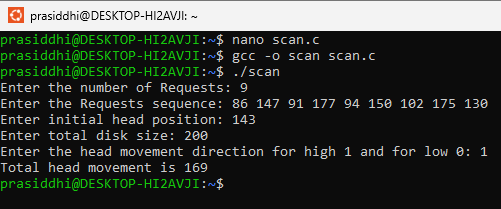 prasiddhi@DESKTOP-HI2AVJI: ~
prasiddhi@DESKTOP-HI2AVJI:~$ nano scan.c
prasiddhi@DESKTOP-HI2AVJI:~$ gcc -o scan scan.c
prasiddhi@DESKTOP-HI2AVJI:~$ ./scan
Enter the number of Requests: 9
Enter the Requests sequence: 86 147 91 177 94 150 102 175 130
Enter initial head position: 143
Enter total disk size: 200
Enter the head movement direction for high 1 and for low 0: 1
Total head movement is 169
prasiddhi@DESKTOP-HI2AVJI:~$